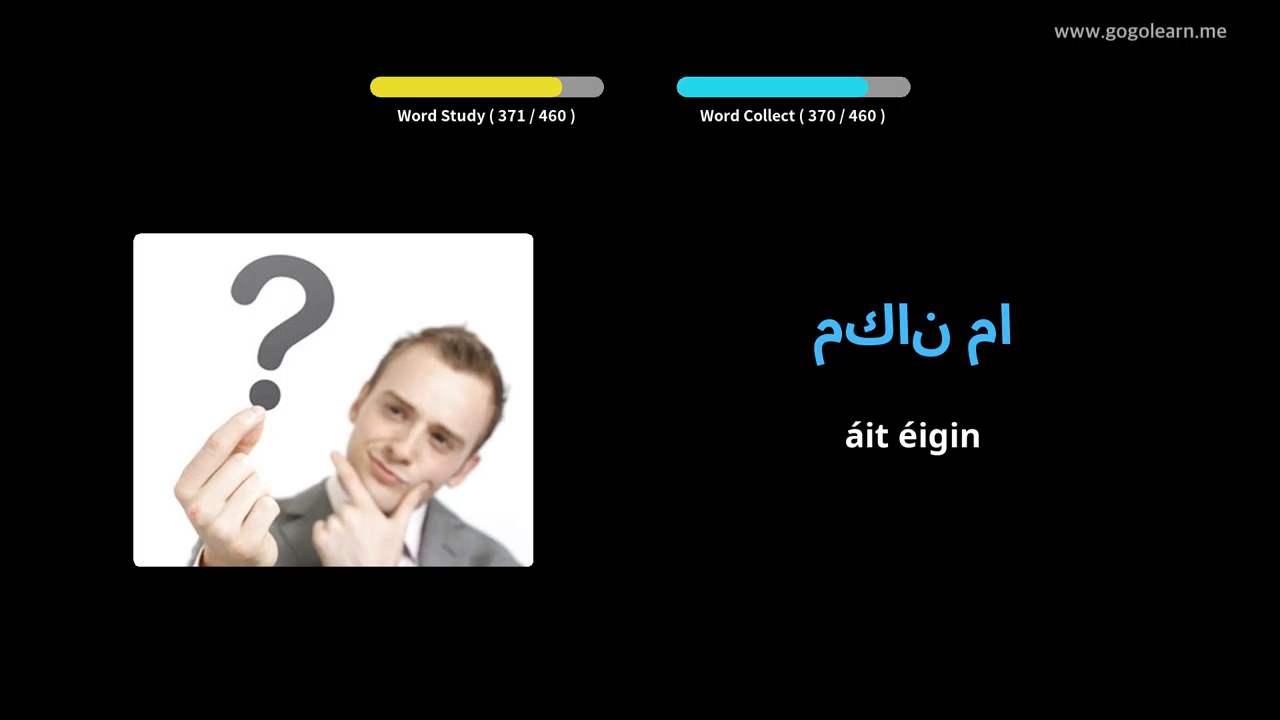 www.gogolearn.me
Word Study ( 371 / 460 )
Word Collect ( 370 / 460 )
مكان ما
áit éigin